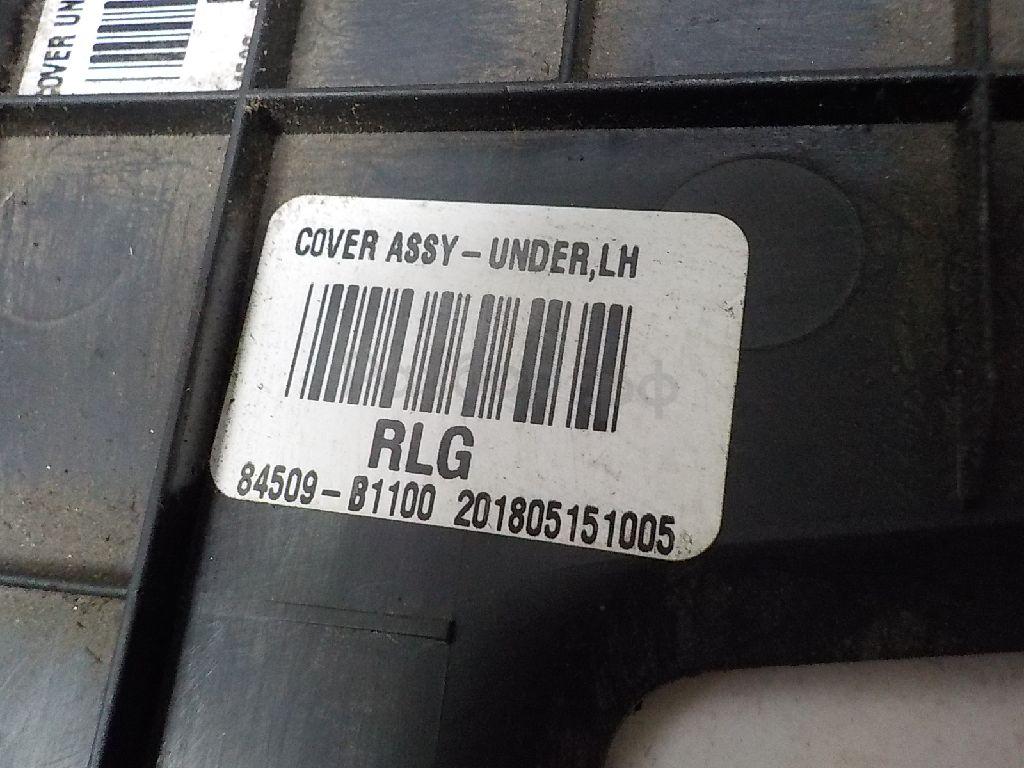 COVER UN
COVER ASSY-UNDER,LH
RLG
84509-B1100 201805151005